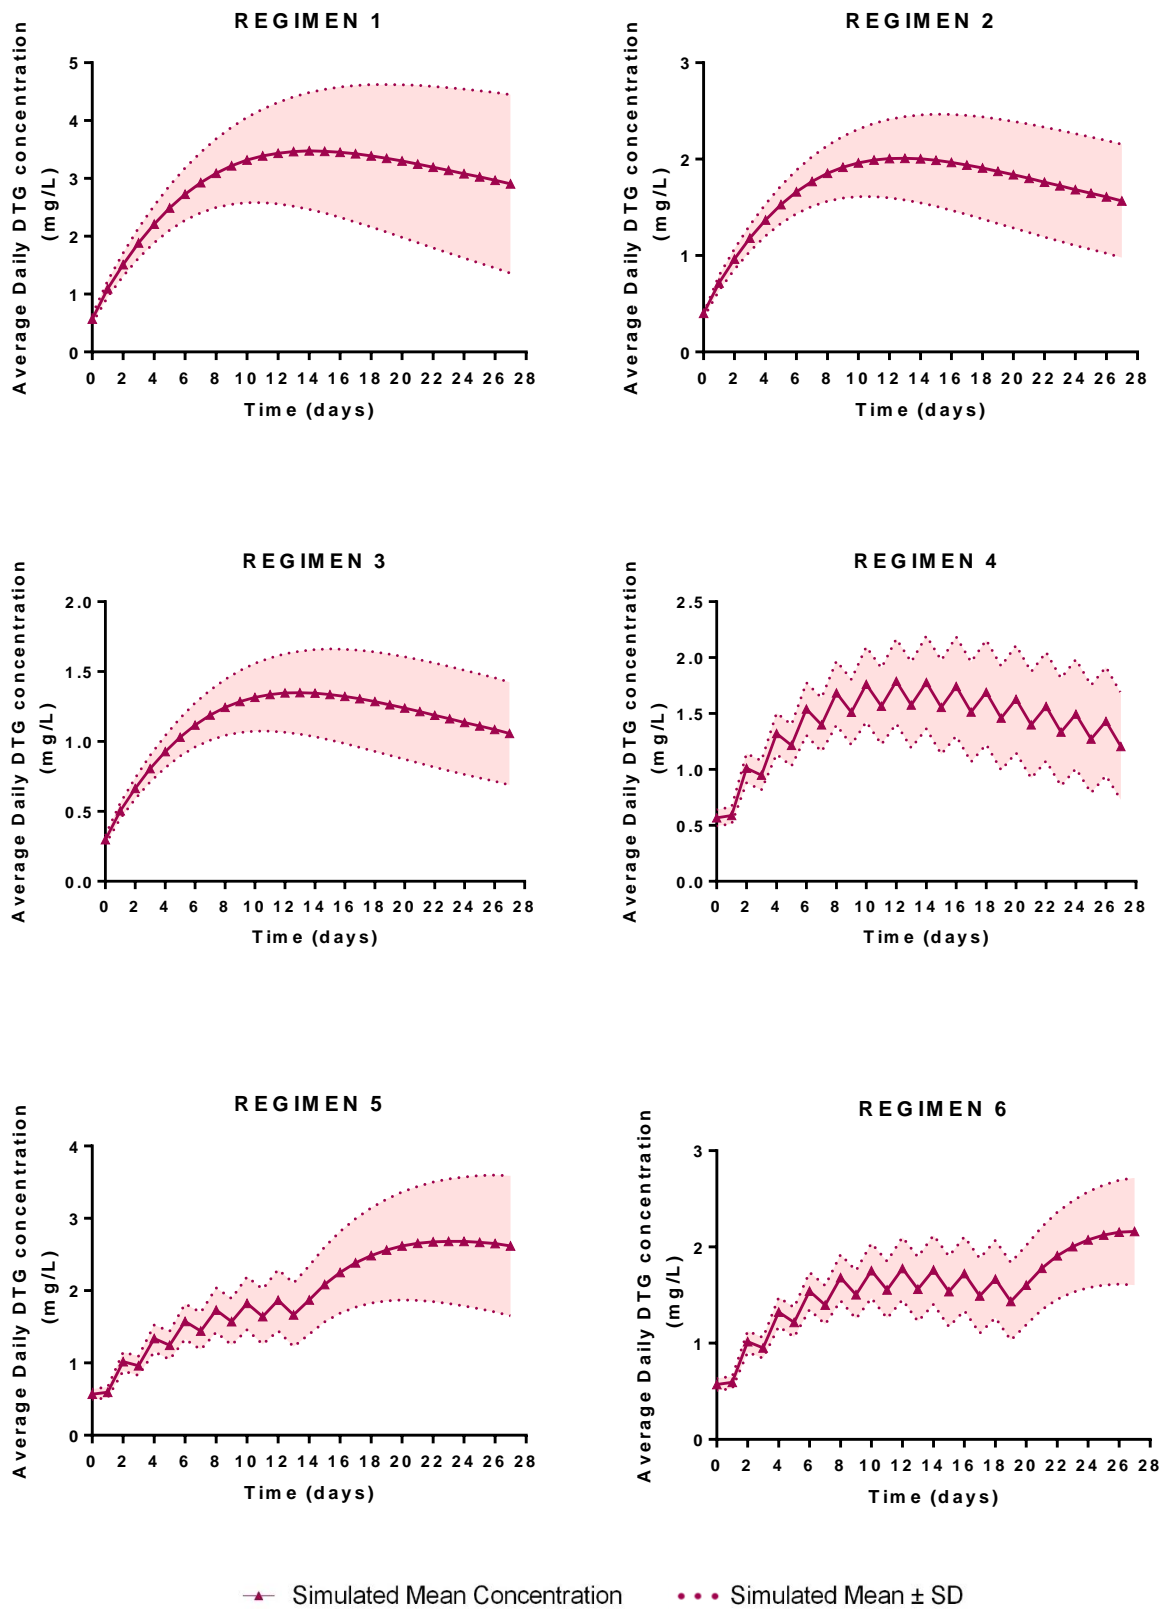 REGIMEN 1
Average Daily DTG concentration
(mg/L)
5
4
3
2
1
0
0 2 4 6 8 10 12 14 16 18 20 22 24 26 28
Time (days)
REGIMEN 2
Average Daily DTG concentration
(mg/L)
3
2
1
0
0 2 4 6 8 10 12 14 16 18 20 22 24 26 28
Time (days)
REGIMEN 3
Average Daily DTG concentration
(mg/L)
2.0
1.5
1.0
0.5
0.0
0 2 4 6 8 10 12 14 16 18 20 22 24 26 28
Time (days)
REGIMEN 4
Average Daily DTG concentration
(mg/L)
2.5
2.0
1.5
1.0
0.5
0.0
0 2 4 6 8 10 12 14 16 18 20 22 24 26 28
Time (days)
REGIMEN 5
Average Daily DTG concentration
(mg/L)
4
3
2
1
0
0 2 4 6 8 10 12 14 16 18 20 22 24 26 28
Time (days)
REGIMEN 6
Average Daily DTG concentration
(mg/L)
3
2
1
0
0 2 4 6 8 10 12 14 16 18 20 22 24 26 28
Time (days)
Simulated Mean Concentration
Simulated Mean ± SD